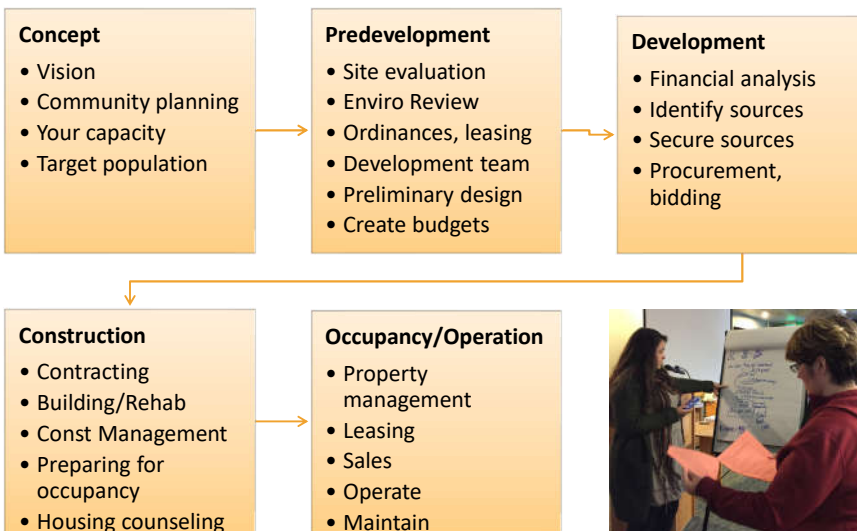 Concept
• Vision
• Community planning
• Your capacity
• Target population
Predevelopment
• Site evaluation
• Enviro Review
• Ordinances, leasing
• Development team
• Preliminary design
• Create budgets
Development
• Financial analysis
• Identify sources
• Secure sources
• Procurement,
bidding
Construction
• Contracting
• Building/Rehab
• Const Management
• Preparing for
occupancy
• Housing counseling
Occupancy/Operation
• Property
management
• Leasing
• Sales
• Operate
• Maintain